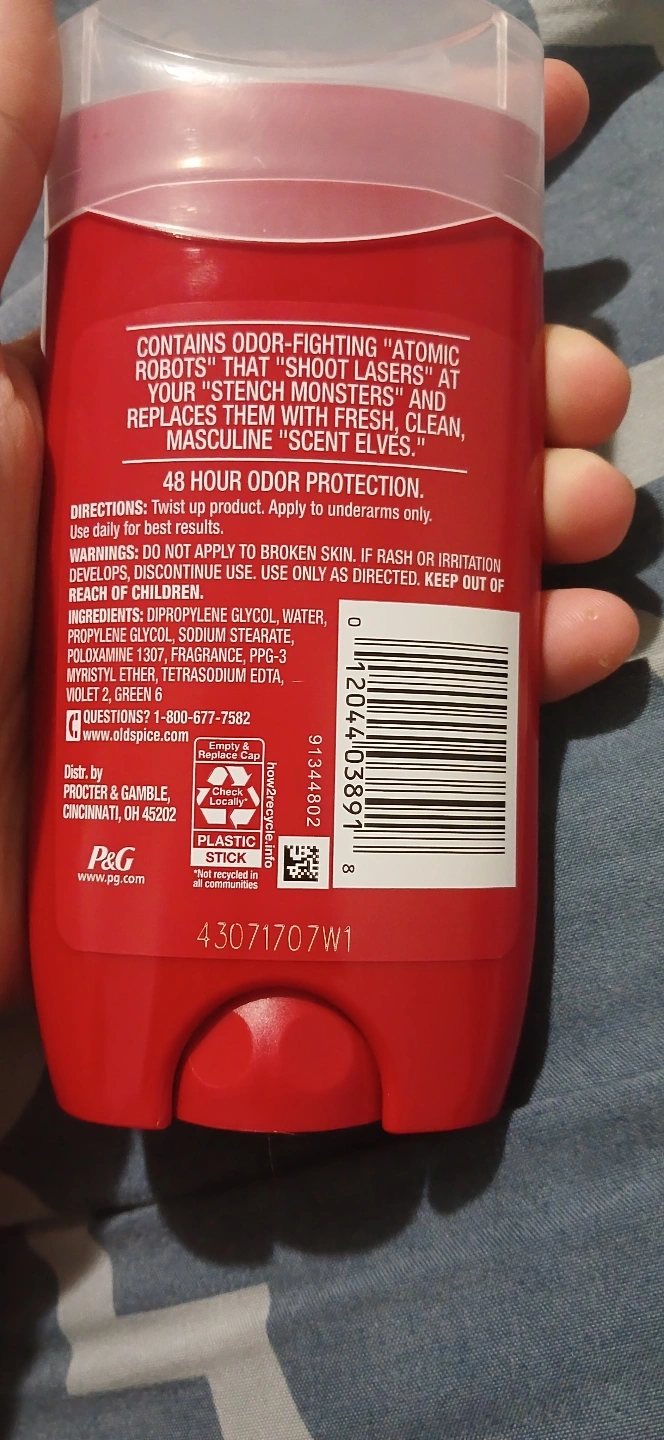 CONTAINS ODOR-FIGHTING "ATOMIC
ROBOTS" THAT "SHOOT LASERS" AT
YOUR "STENCH MONSTERS" AND
REPLACES THEM WITH FRESH, CLEAN,
MASCULINE "SCENT ELVES."
48 HOUR ODOR PROTECTION.
DIRECTIONS: Twist up product. Apply to underarms only.
Use daily for best results.
WARNINGS: DO NOT APPLY TO BROKEN SKIN. IF RASH OR IRRITATION
DEVELOPS, DISCONTINUE USE. USE ONLY AS DIRECTED. KEEP OUT OF
REACH OF CHILDREN.
INGREDIENTS: DIPROPYLENE GLYCOL, WATER,
PROPYLENE GLYCOL, SODIUM STEARATE,
POLOXAMINE 1307, FRAGRANCE, PPG-3
MYRISTYL ETHER, TETRASODIUM EDTA,
VIOLET 2, GREEN 6
QUESTIONS? 1-800-677-7582
www.oldspice.com
Distr. by
PROCTER & GAMBLE,
CINCINNATI, OH 45202
P&G
www.pg.com
Empty &
Replace Cap
Check
Locally*
PLASTIC
STICK
*Not recycled in
all communities
how2recycle.info
91344802
0 12044 03891 8
43071707W1